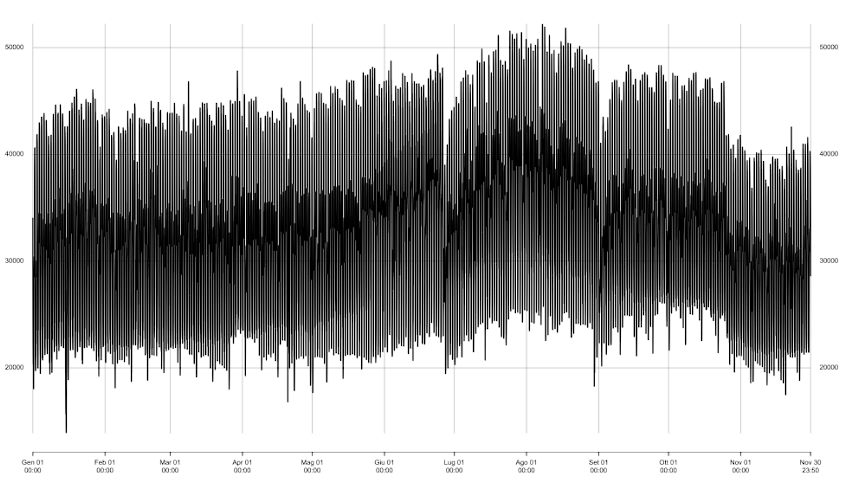 50000
50000
40000
40000
30000
30000
20000
20000
Gen 01
00:00
Feb 01
00:00
Mar 01
00:00
Apr 01
00:00
Mag 01
00:00
Giu 01
00:00
Lug 01
00:00
Ago 01
00:00
Set 01
00:00
Ott 01
00:00
Nov 01
00:00
Nov 30
23:50